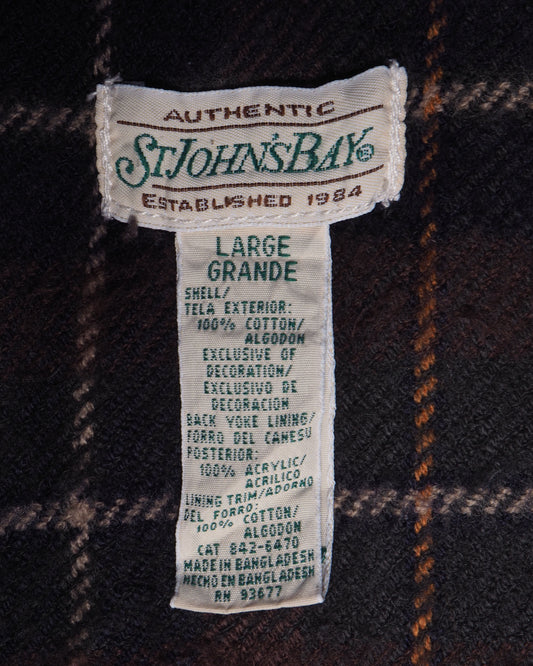 AUTHENTIC
ST JOHN'S BAY®
ESTABLISHED 1984
LARGE
GRANDE
SHELL/
TELA EXTERIOR:
100% COTTON/
ALGODON
EXCLUSIVE OF
DECORATION/
EXCLUSIVO DE
DECORACION
BACK YOKE LINING/
FORRO DEL CANESU
POSTERIOR:
100% ACRYLIC/
ACRILICO
LINING TRIM/ADORNO
DEL FORRO:
100% COTTON/
ALGODON
CAT 842-6470
MADE IN BANGLADESH
HECHO EN BANGLADESH
RN 93677